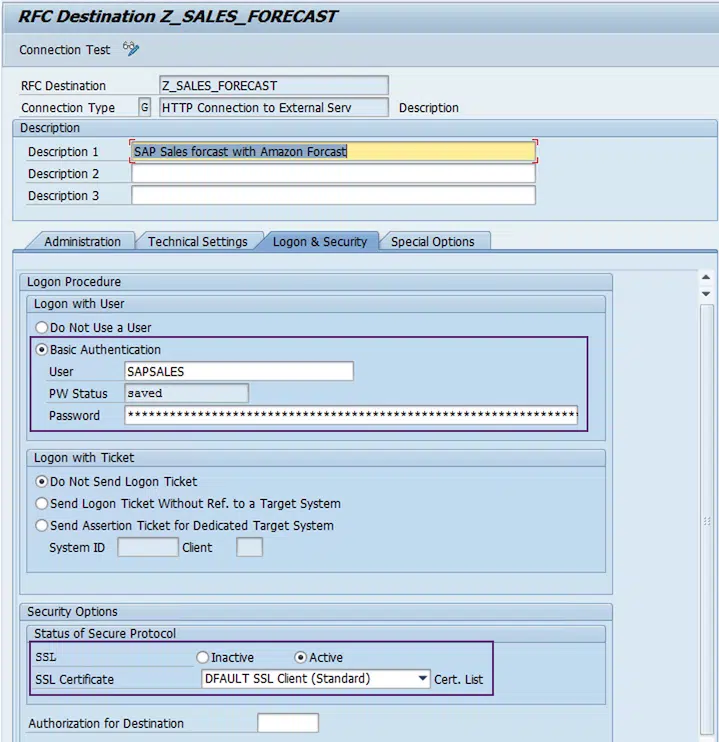 RFC Destination Z_SALES_FORECAST
Connection Test
RFC Destination Z_SALES_FORECAST
Connection Type G HTTP Connection to External Serv Description
Description
Description 1 SAP Sales forcast with Amazon Forcast
Description 2
Description 3
Administration Technical Settings Logon & Security Special Options
Logon Procedure
Logon with User
Do Not Use a User
Basic Authentication
User SAPSALES
PW Status saved
Password ****************************************************************
Logon with Ticket
Do Not Send Logon Ticket
Send Logon Ticket Without Ref. to a Target System
Send Assertion Ticket for Dedicated Target System
System ID Client
Security Options
Status of Secure Protocol
SSL Inactive Active
SSL Certificate DFAULT SSL Client (Standard) Cert. List
Authorization for Destination